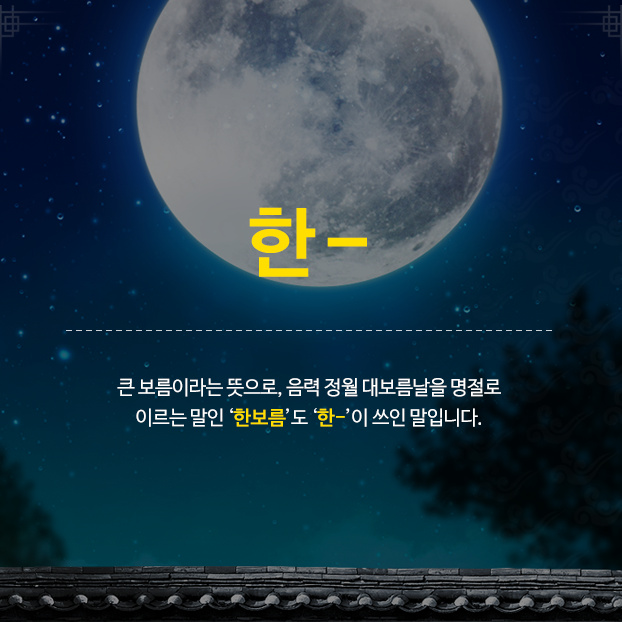 한-
큰 보름이라는 뜻으로, 음력 정월 대보름날을 명절로
이르는 말인 ‘한보름’도 ‘한-’이 쓰인 말입니다.